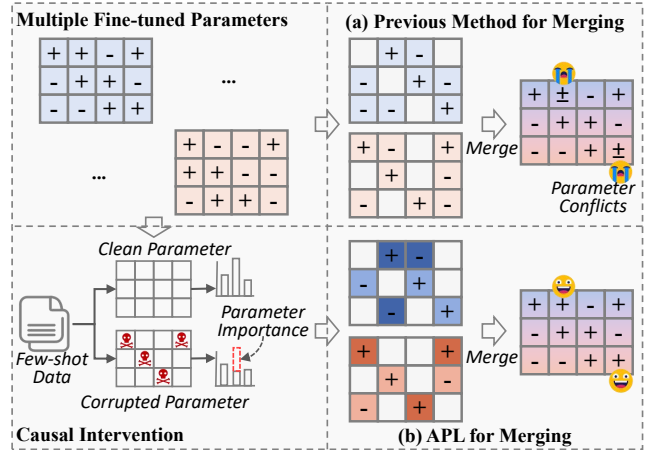 Multiple Fine-tuned Parameters
+ + - +
- + + -
- - + +
...
...
+ - - +
+ + - -
- - + -
(a) Previous Method for Merging
+ -
- + -
- +
+ - +
+ -
- + -
Merge
+ ± - +
- + + -
- - + ±
Parameter
Conflicts
Clean Parameter
Few-shot
Data
Parameter
Importance
Corrupted Parameter
Causal Intervention
+ -
- + -
- +
+ - +
+ -
- +
Merge
+ + - +
- + + -
- - + +
(b) APL for Merging